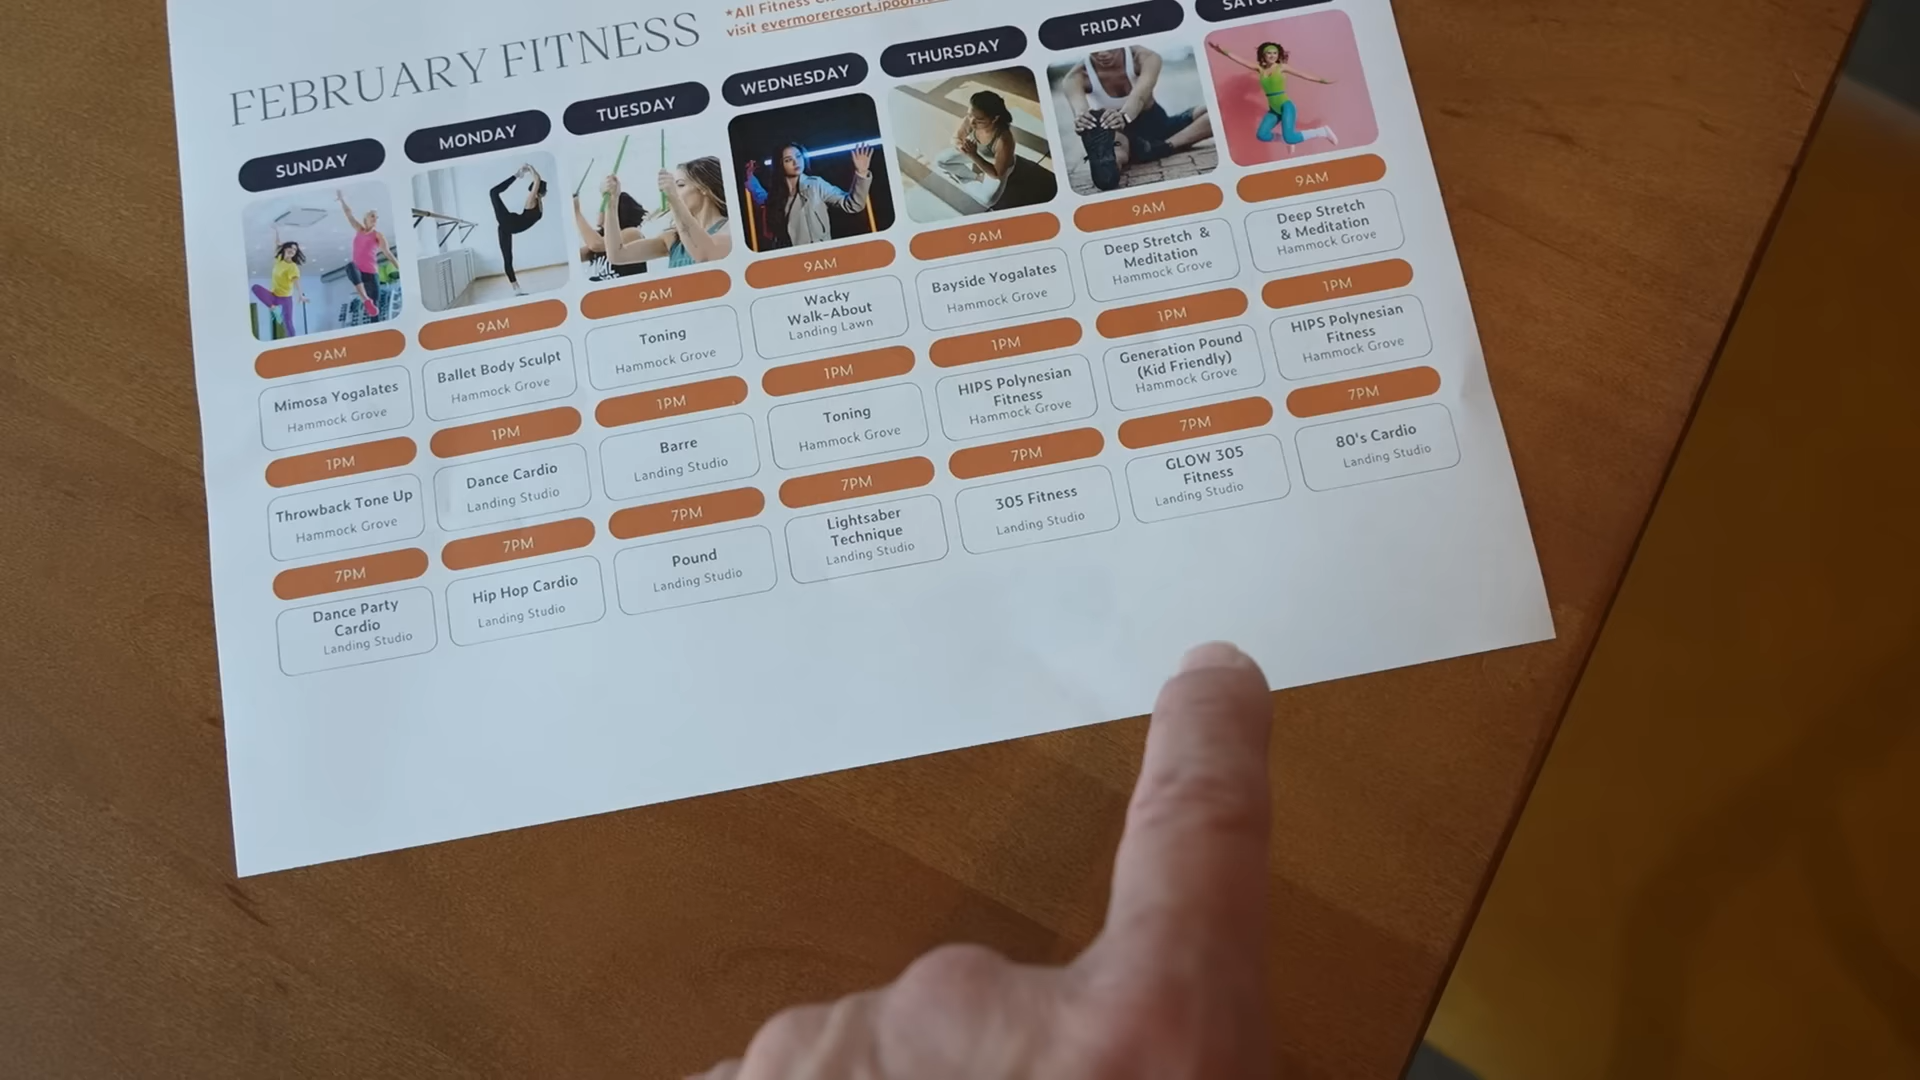 *All Fitness
visit evermoreresort.ipoolsi
FEBRUARY FITNESS
SUNDAY
9AM
Mimosa Yogalates
Hammock Grove
1PM
Throwback Tone Up
Hammock Grove
7PM
Dance Party
Cardio
Landing Studio
MONDAY
9AM
Ballet Body Sculpt
Hammock Grove
1PM
Dance Cardio
Landing Studio
7PM
Hip Hop Cardio
Landing Studio
TUESDAY
9AM
Toning
Hammock Grove
1PM
Barre
Landing Studio
7PM
Pound
Landing Studio
WEDNESDAY
9AM
Wacky
Walk-About
Landing Lawn
1PM
Toning
Hammock Grove
7PM
Lightsaber
Technique
Landing Studio
THURSDAY
9AM
Bayside Yogalates
Hammock Grove
1PM
HIPS Polynesian
Fitness
Hammock Grove
7PM
305 Fitness
Landing Studio
FRIDAY
9AM
Deep Stretch &
Meditation
Hammock Grove
1PM
Generation Pound
(Kid Friendly)
Hammock Grove
7PM
GLOW 305
Fitness
Landing Studio
9AM
Deep Stretch
& Meditation
Hammock Grove
1PM
HIPS Polynesian
Fitness
Hammock Grove
7PM
80's Cardio
Landing Studio